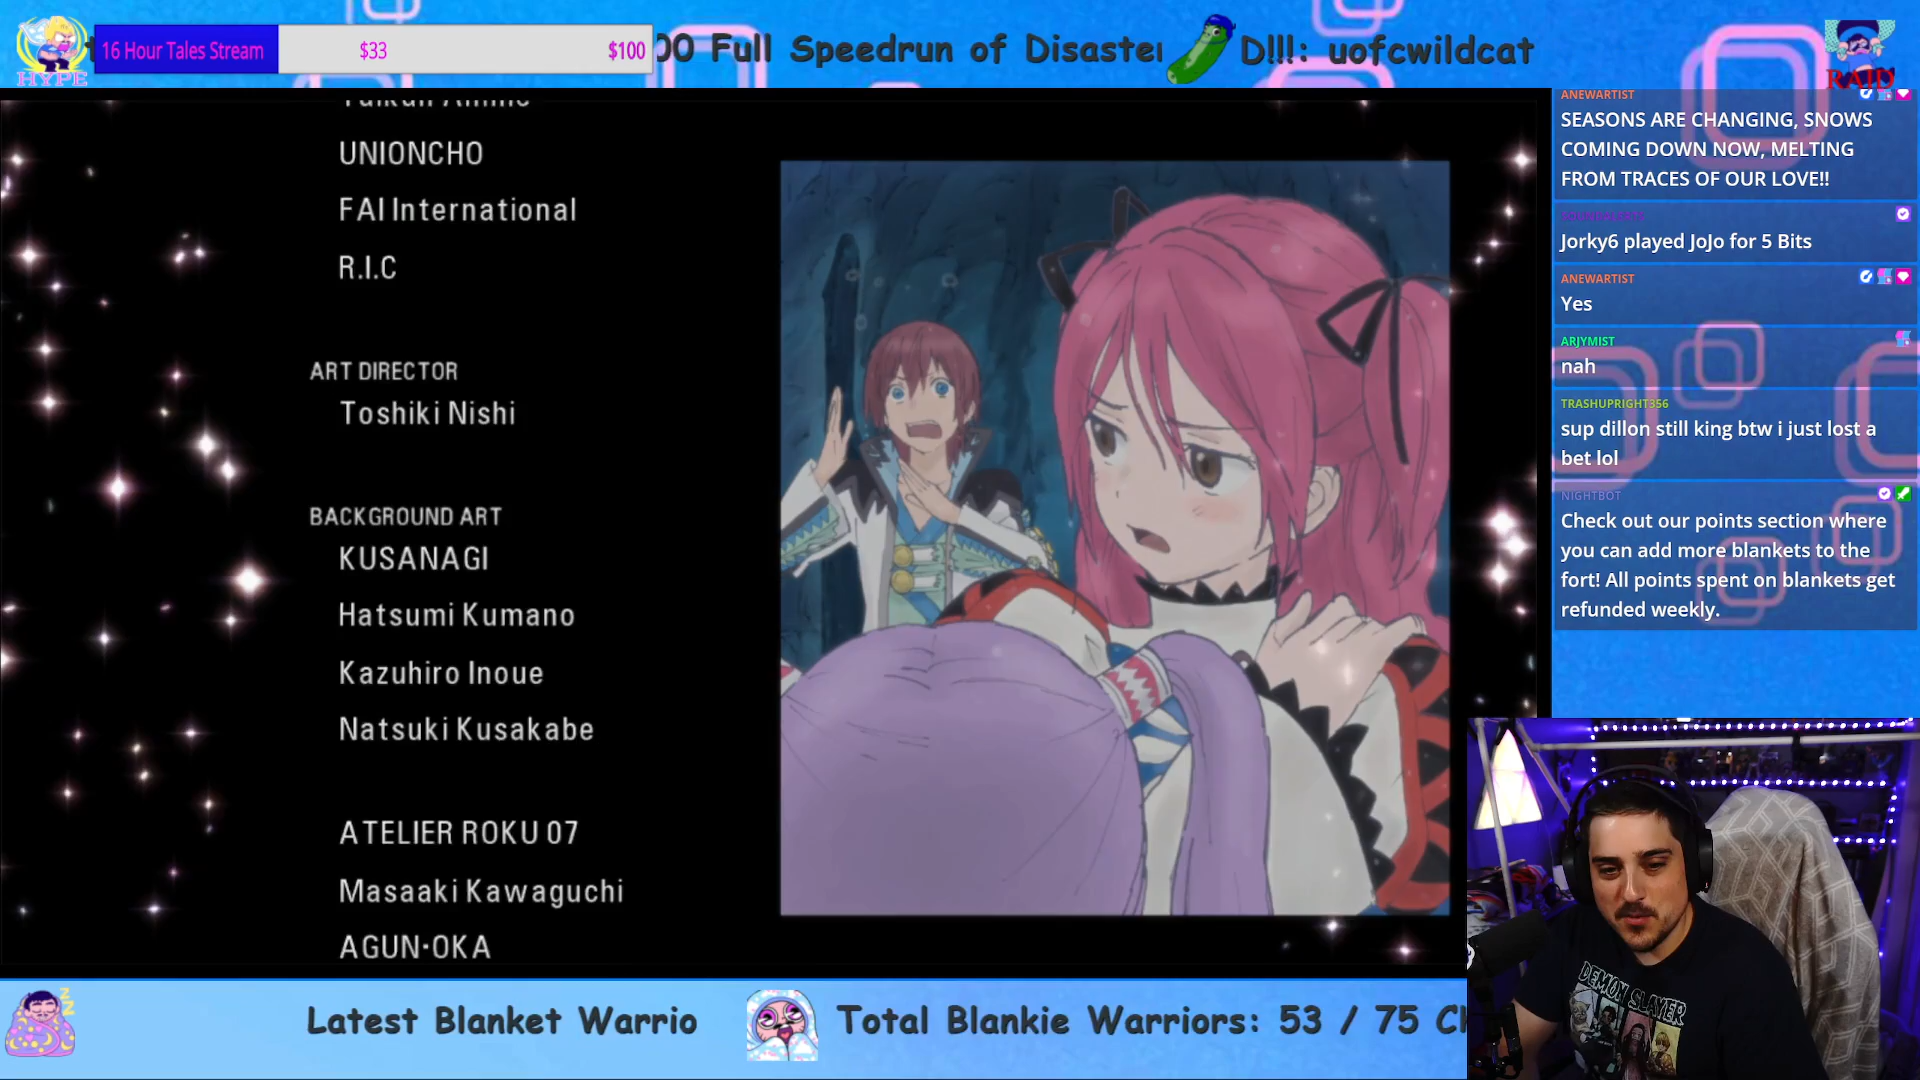 HYPE
16 Hour Tales Stream
$33
$100
00 Full Speedrun of Disaster
D!!!: uofcwildcat
RAID
UNIONCHO
FAI International
R.I.C
ART DIRECTOR
Toshiki Nishi
BACKGROUND ART
KUSANAGI
Hatsumi Kumano
Kazuhiro Inoue
Natsuki Kusakabe
ATELIER ROKU 07
Masaaki Kawaguchi
AGUN·OKA
ANEWARTIST
SEASONS ARE CHANGING, SNOWS
COMING DOWN NOW, MELTING
FROM TRACES OF OUR LOVE!!
Jorky6 played JoJo for 5 Bits
ANEWARTIST
Yes
ARJYMIST
nah
TRASHUPRIGHT356
sup dillon still king btw i just lost a
bet lol
NIGHTBOT
Check out our points section where
you can add more blankets to the
fort! All points spent on blankets get
refunded weekly.
DEMON SLAYER
Latest Blanket Warrio
Total Blankie Warriors: 53 / 75 Ch